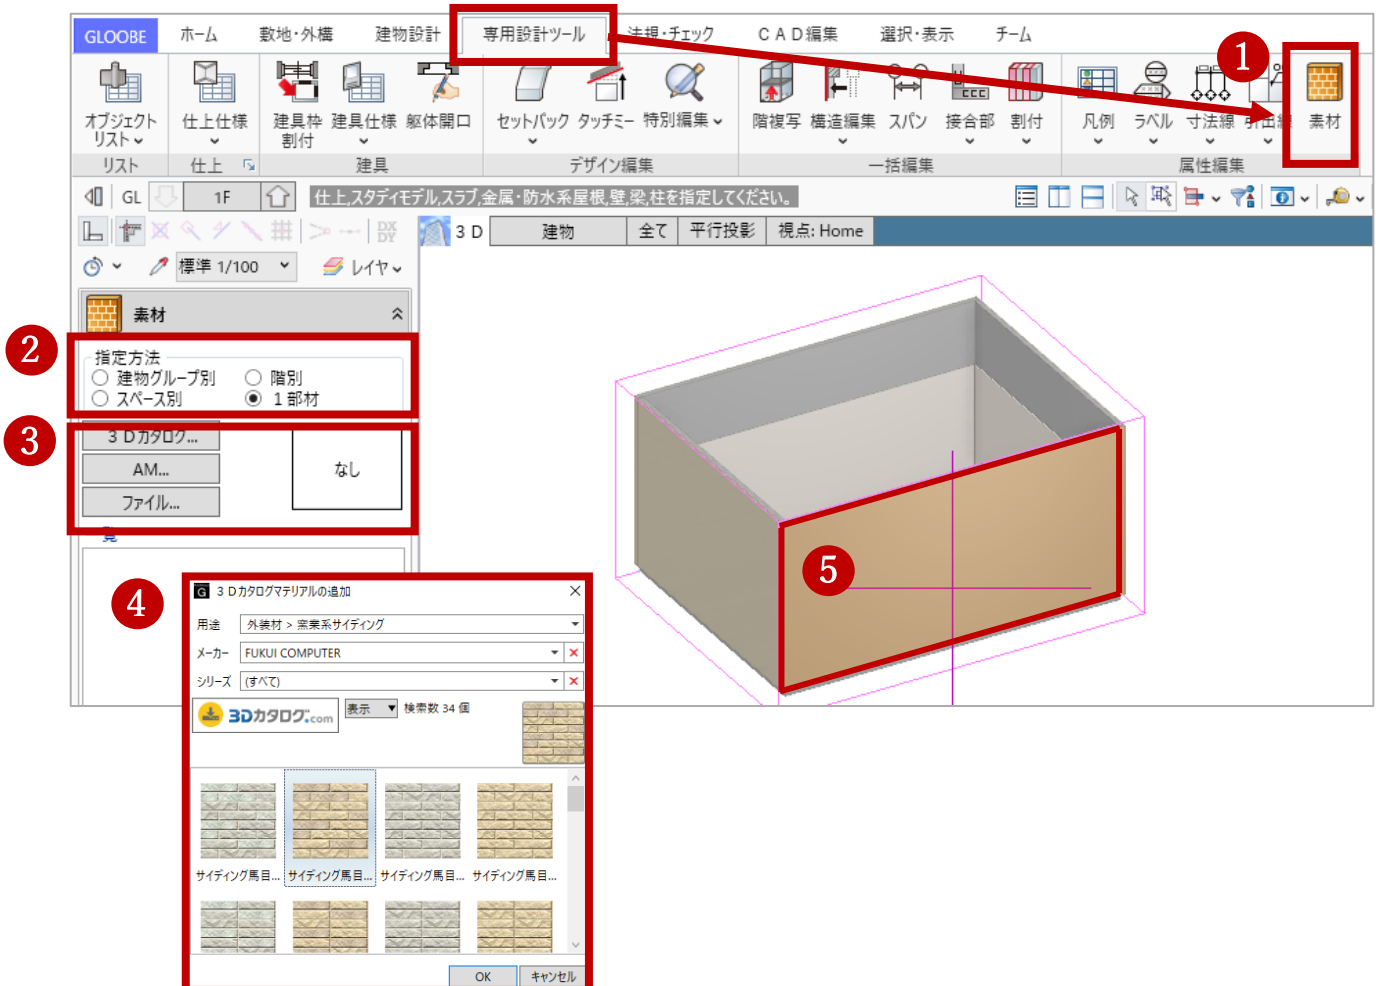 GLOOBE ホーム 敷地・外構 建物設計 専用設計ツール 法規・チェック ＣＡＤ編集 選択・表示 チーム
1
オブジェクト
リスト
仕上仕様
建具枠
割付
建具仕様
躯体開口
セットバック
タッチミー
特別編集
階複写
構造編集
スパン
接合部
割付
凡例
ラベル
寸法線
引出線
素材
リスト 仕上 建具 デザイン編集 一括編集 属性編集
GL 1F 仕上,スタディモデル,スラブ,金属・防水系屋根,壁,梁,柱を指定してください。
DX
DY
３Ｄ 建物 全て 平行投影 視点: Home
標準 1/100 レイヤ
素材
2
指定方法
建物グループ別 階別
スペース別 １部材
3
３Ｄカタログ...
AM...
ファイル...
なし
覧
4
5
G ３Ｄカタログマテリアルの追加
用途 外装材 > 窯業系サイディング
メーカー FUKUI COMPUTER
シリーズ (すべて)
3Dカタログ.com 表示 検索数 34 個
サイディング馬目... サイディング馬目... サイディング馬目... サイディング馬目...
OK キャンセル